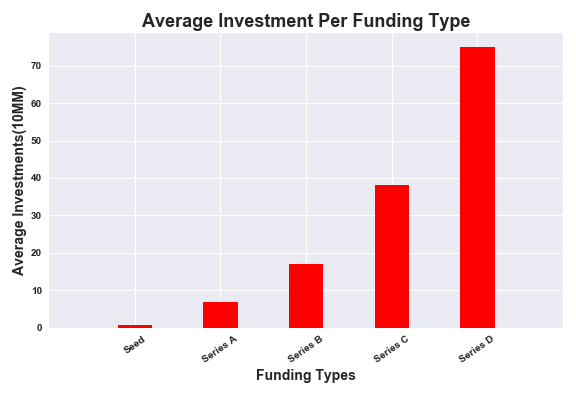 Average Investment Per Funding Type
Average Investments(10MM)
70
60
50
40
30
20
10
0
Seed
Series A
Series B
Series C
Series D
Funding Types